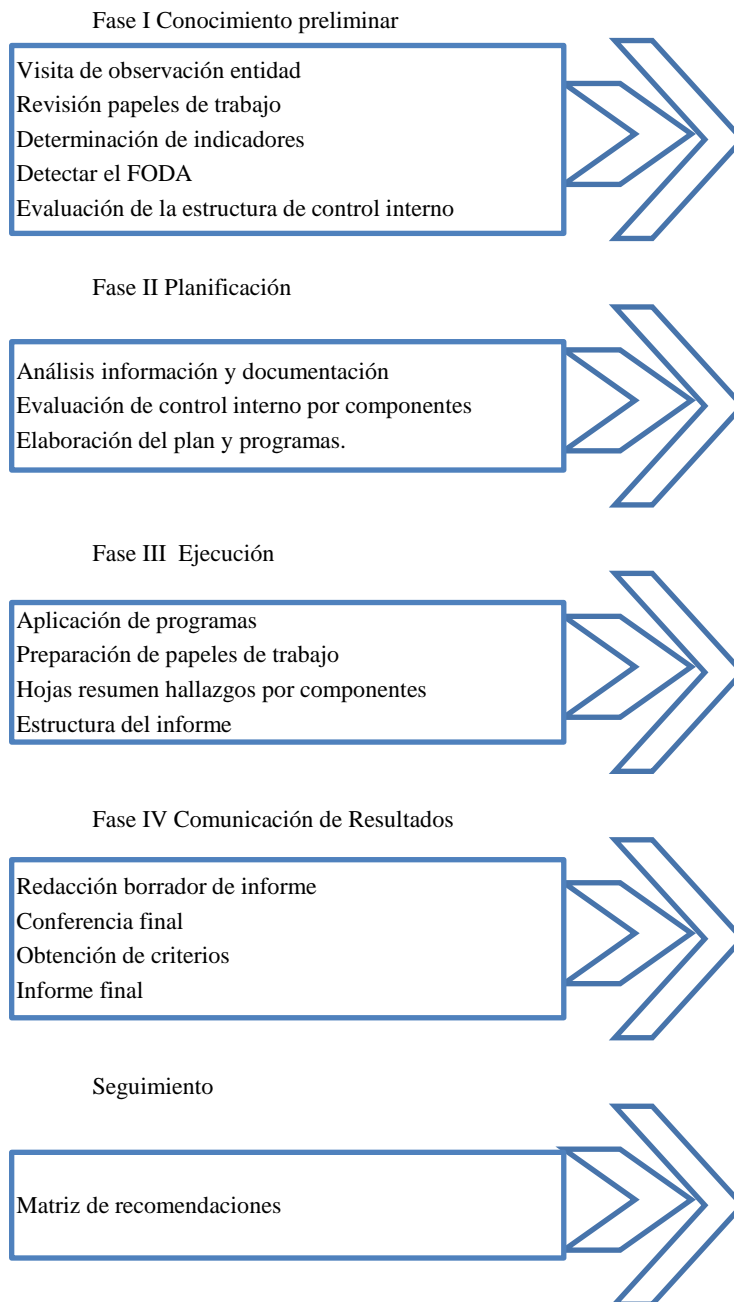 Fase I Conocimiento preliminar
Visita de observación entidad
Revisión papeles de trabajo
Determinación de indicadores
Detectar el FODA
Evaluación de la estructura de control interno
Fase II Planificación
Análisis información y documentación
Evaluación de control interno por componentes
Elaboración del plan y programas.
Fase III  Ejecución
Aplicación de programas
Preparación de papeles de trabajo
Hojas resumen hallazgos por componentes
Estructura del informe
Fase IV Comunicación de Resultados
Redacción borrador de informe
Conferencia final
Obtención de criterios
Informe final
Seguimiento
Matriz de recomendaciones